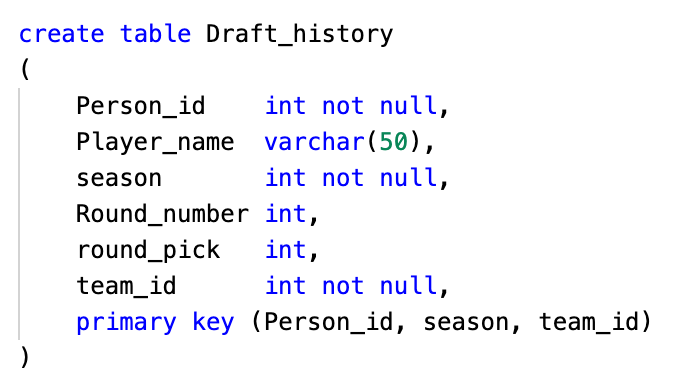 create table Draft_history
(
    Person_id    int not null,
    Player_name  varchar(50),
    season       int not null,
    Round_number int,
    round_pick   int,
    team_id      int not null,
    primary key (Person_id, season, team_id)
)